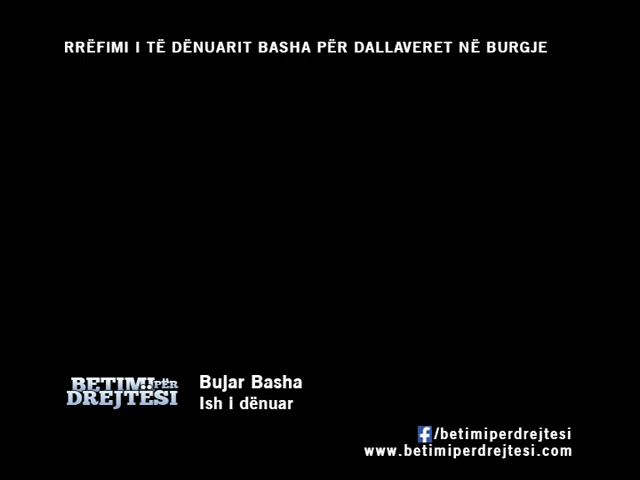 RRËFIMI I TË DËNUARIT BASHA PËR DALLAVERET NË BURGJE
BETIMI PËR
DREJTËSI
Bujar Basha
Ish i dënuar
f/betimiperdrejtesi
www.betimiperdrejtesi.com